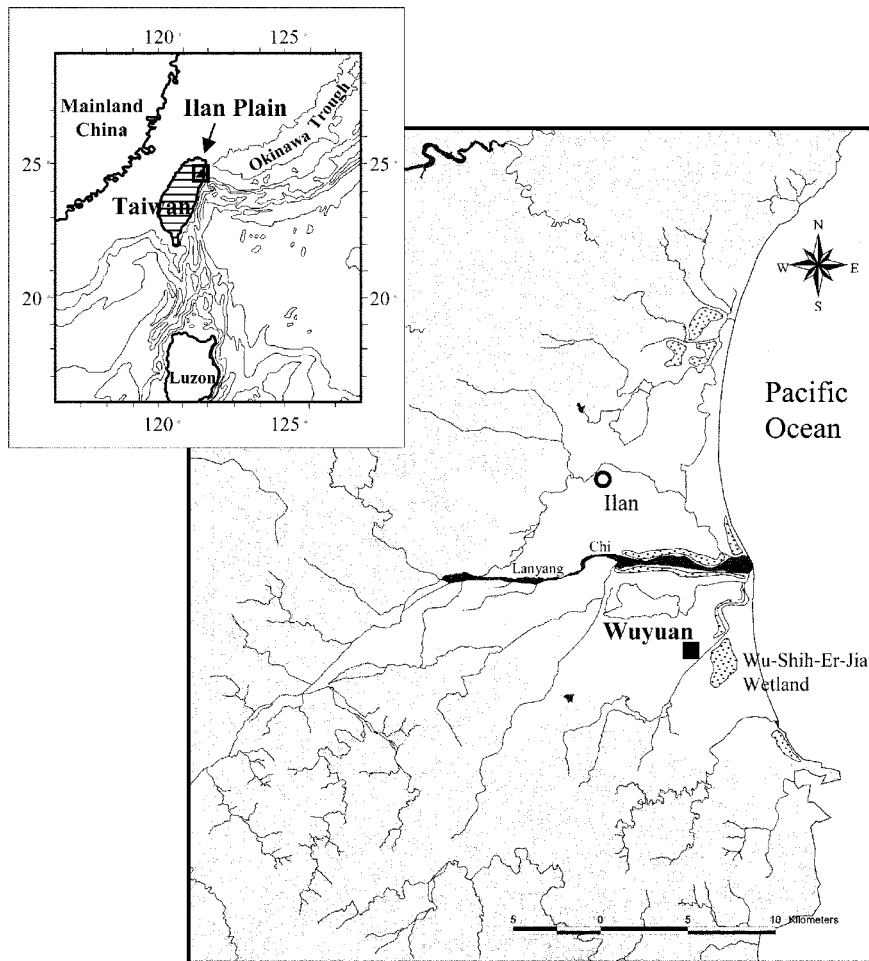 120° 125°
Mainland
China
Ilan Plain
Okinawa Trough
25 25°
Taiwan
20 20°
Luzon
120° 125°
N
W E
S
Pacific
Ocean
Ilan
Chi
Lanyang
Wuyuan
Wu-Shih-Er-Jia
Wetland
5 0 5 10 Kilometers